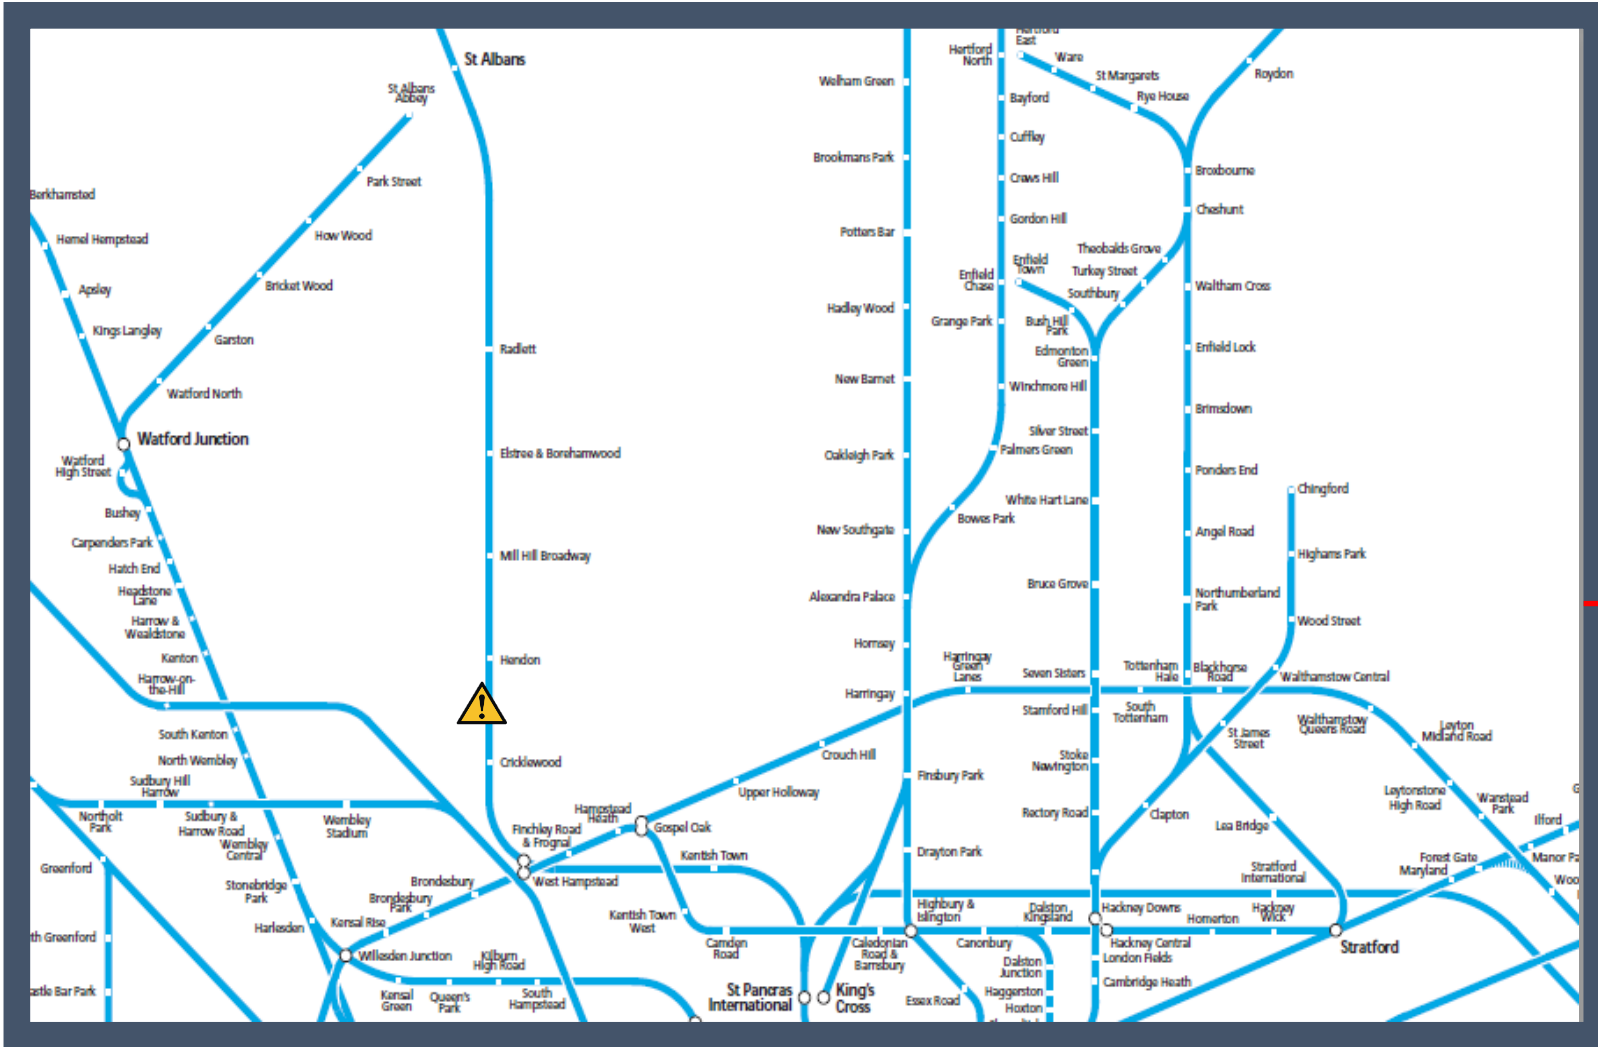 St Albans
St Albans
Abbey
Park Street
How Wood
Bricket Wood
Garston
Watford North
Berkhamsted
Hemel Hempstead
Apsley
Kings Langley
Watford Junction
Watford
High Street
Bushey
Carpenders Park
Hatch End
Headstone
Lane
Harrow &
Wealdstone
Kenton
Harrow-on-
the-Hill
South Kenton
North Wembley
Sudbury Hill
Harrow
Northolt
Park
Sudbury &
Harrow Road
Wembley
Stadium
Wembley
Central
Greenford
Stonebridge
Park
Harlesden
Radlett
Elstree & Borehamwood
Mill Hill Broadway
Hendon
Cricklewood
Hampstead
Heath
Finchley Road
& Frognal
Gospel Oak
West Hampstead
Brondesbury
Brondesbury
Park
Kensal Rise
Willesden Junction
Kilburn
High Road
Kensal
Green
Queen's
Park
South
Hampstead
Kentish Town
Kentish Town
West
Camden
Road
Caledonian
Road &
Barnsbury
St Pancras
International
King's
Cross
Essex Road
Welham Green
Brookmans Park
Potters Bar
Hadley Wood
New Barnet
Oakleigh Park
New Southgate
Alexandra Palace
Hornsey
Harringay
Crouch Hill
Upper Holloway
Finsbury Park
Drayton Park
Highbury &
Islington
Canonbury
Hertford
North
Bayford
Cuffley
Crews Hill
Gordon Hill
Enfield
Chase
Grange Park
Winchmore Hill
Palmers Green
Bowes Park
Hertford
East
Ware
St Margarets
Rye House
Roydon
Broxbourne
Cheshunt
Theobalds Grove
Turkey Street
Southbury
Enfield
Town
Bush Hill
Park
Edmonton
Green
Silver Street
White Hart Lane
Bruce Grove
Seven Sisters
Stamford Hill
Stoke
Newington
Rectory Road
Harringay
Green
Lanes
Waltham Cross
Enfield Lock
Brimsdown
Ponders End
Angel Road
Northumberland
Park
Tottenham
Hale
Blackhorse
Road
South
Tottenham
Chingford
Highams Park
Wood Street
Walthamstow Central
St James
Street
Walthamstow
Queens Road
Leyton
Midland Road
Leytonstone
High Road
Wanstead
Park
Ilford
Clapton
Lea Bridge
Forest Gate
Maryland
Manor Pa
Woo
Stratford
International
Hackney Downs
Dalston
Kingsland
Homerton
Hackney
Wick
Hackney Central
London Fields
Cambridge Heath
Stratford
Dalston
Junction
Haggerston
Hoxton
th Greenford
astle Bar Park